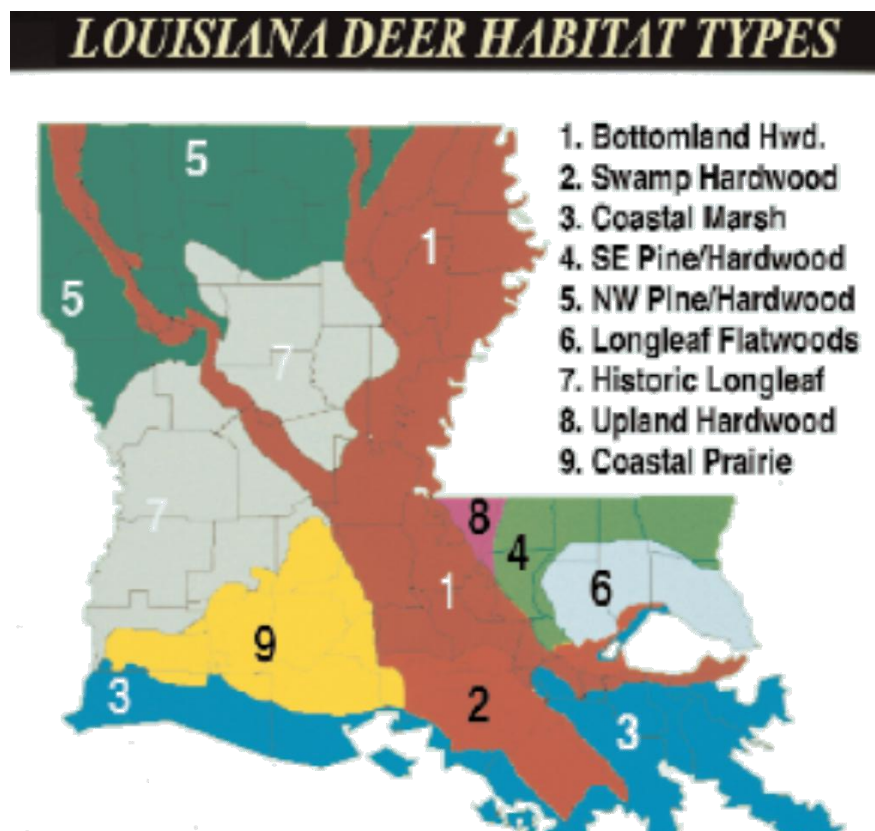 LOUISIANA DEER HABITAT TYPES
1. Bottomland Hwd.
2. Swamp Hardwood
3. Coastal Marsh
4. SE Pine/Hardwood
5. NW Pine/Hardwood
6. Longleaf Flatwoods
7. Historic Longleaf
8. Upland Hardwood
9. Coastal Prairie
5
1
5
7
7
8
4
1
6
9
3
2
3